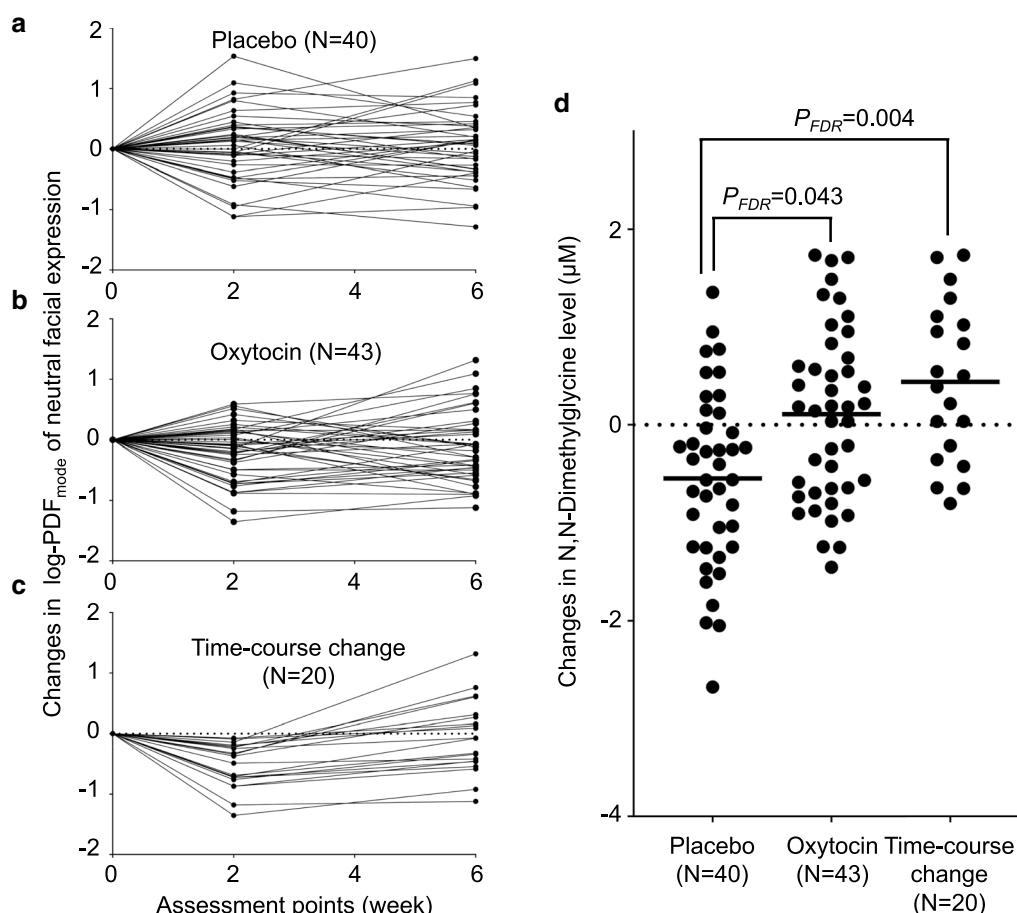 a
2
Placebo (N=40)
1
0
-1
-2
0
2
4
6
b
2
Oxytocin (N=43)
1
0
-1
-2
0
2
4
6
c
2
Time-course change
(N=20)
1
0
-1
-2
0
2
4
6
Assessment points (week)
Changes in log-PDFmode of neutral facial expression
d
PFDR=0.004
PFDR=0.043
2
0
-2
-4
Changes in N,N-Dimethylglycine level (μM)
Placebo
(N=40)
Oxytocin
(N=43)
Time-course
change
(N=20)